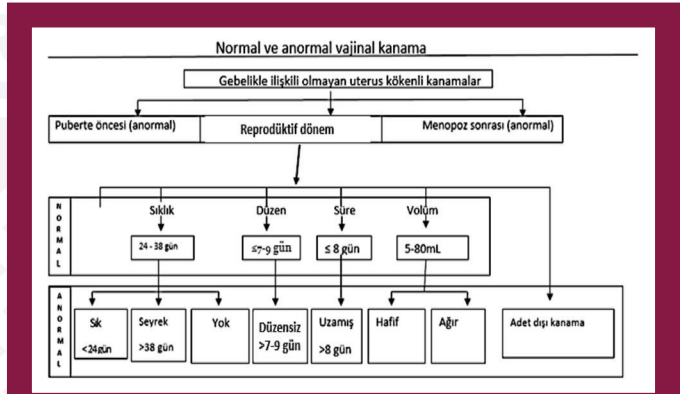 Normal ve anormal vajinal kanama
Gebelikle ilişkili olmayan uterus kökenli kanamalar
Puberte öncesi (anormal)
Reprodüktif dönem
Menopoz sonrası (anormal)
NORMAL
Sıklık
Düzen
Süre
Volüm
24 - 38 gün
≤7-9 gün
≤ 8 gün
5-80mL
ANORMAL
Sık
<24gün
Seyrek
>38 gün
Yok
Düzensiz
>7-9 gün
Uzamış
>8 gün
Hafif
Ağır
Adet dışı kanama